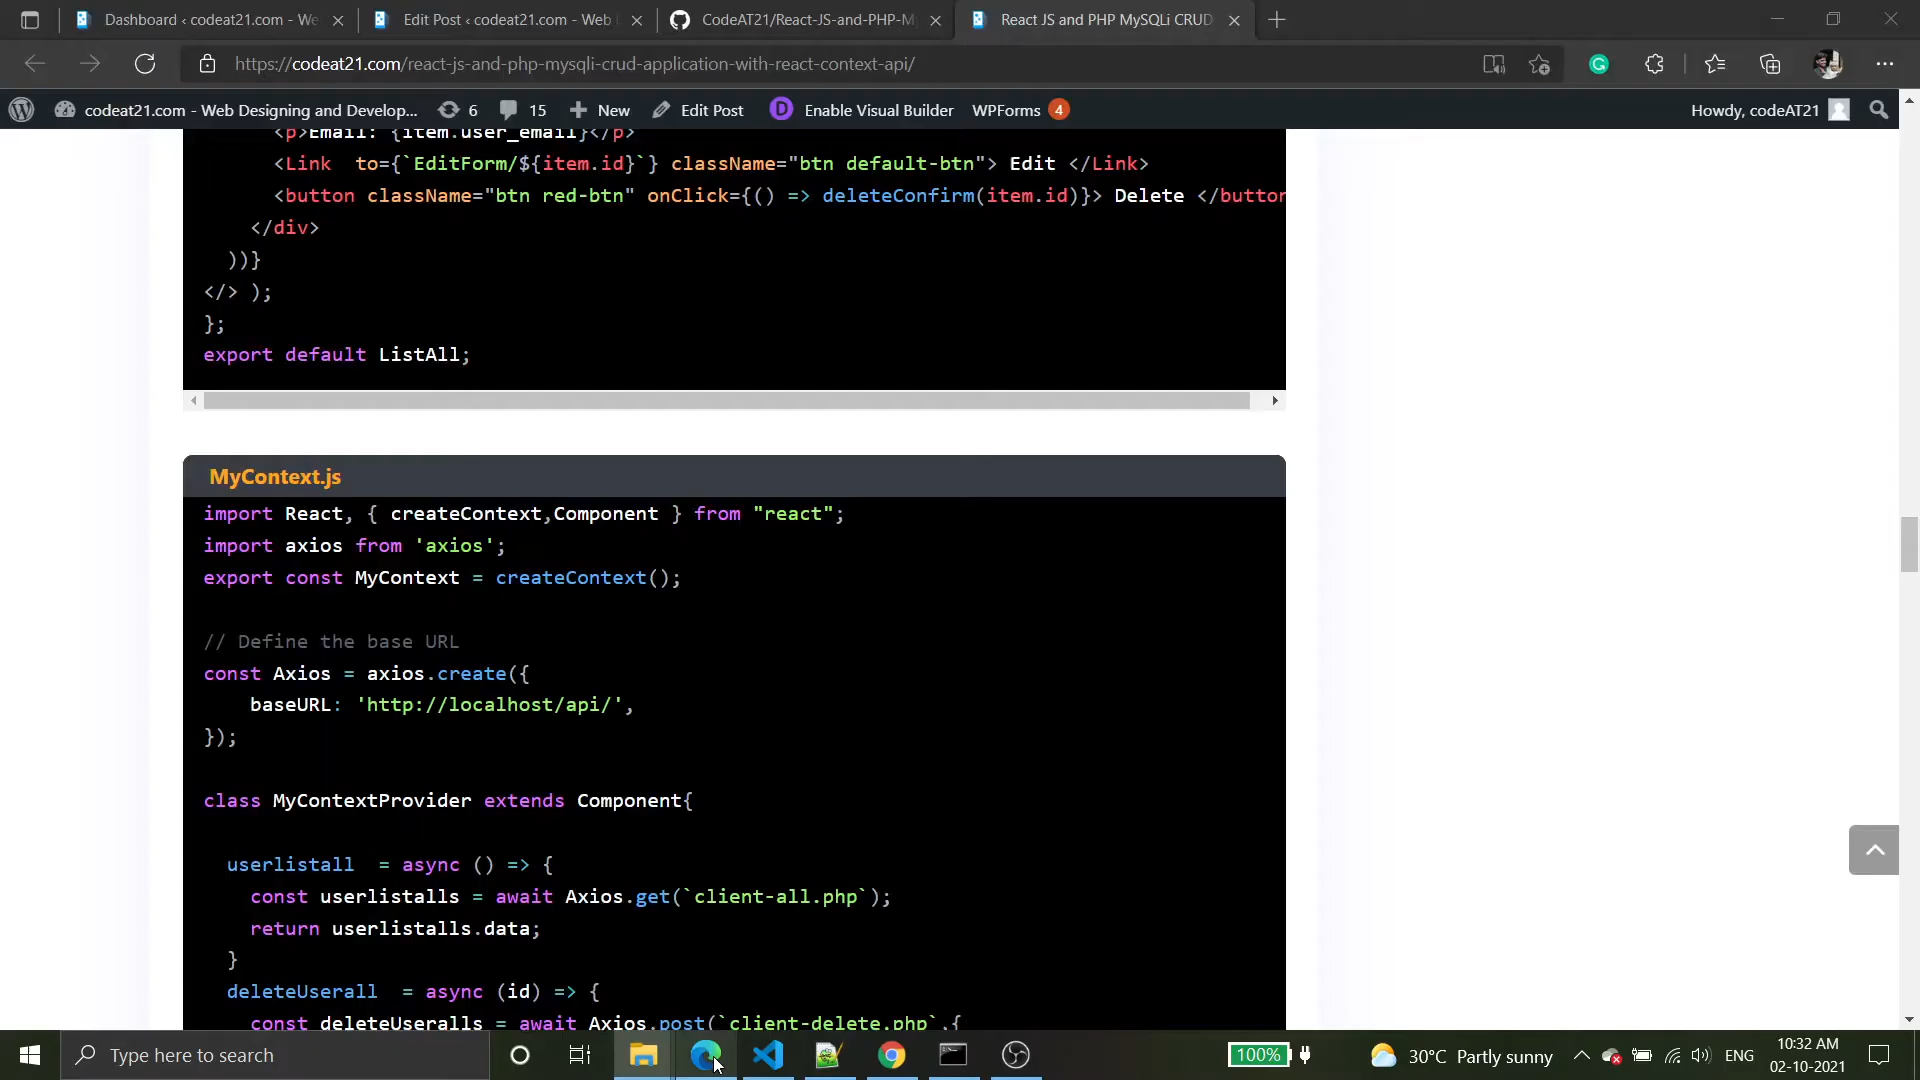 Dashboard ‹ codeat21.com - We
Edit Post ‹ codeat21.com - Web
CodeAT21/React-JS-and-PHP-M
React JS and PHP MySQLi CRUD
https://codeat21.com/react-js-and-php-mysqli-crud-application-with-react-context-api/
codeat21.com - Web Designing and Develop... 6 15 New Edit Post D Enable Visual Builder WPForms 4 Howdy, codeAT21
<p>Email: {item.user_email}</p>
<Link  to={`EditForm/${item.id}`} className="btn default-btn"> Edit </Link>
<button className="btn red-btn" onClick={() => deleteConfirm(item.id)}> Delete </button
</div>
))}
</> );
};
export default ListAll;
MyContext.js
import React, { createContext,Component } from "react";
import axios from 'axios';
export const MyContext = createContext();
// Define the base URL
const Axios = axios.create({
baseURL: 'http://localhost/api/',
});
class MyContextProvider extends Component{
userlistall  = async () => {
const userlistalls = await Axios.get(`client-all.php`);
return userlistalls.data;
}
deleteUserall  = async (id) => {
const deleteUseralls = await Axios.post(`client-delete.php`,{
Type here to search
100%
30°C Partly sunny
ENG
10:32 AM
02-10-2021